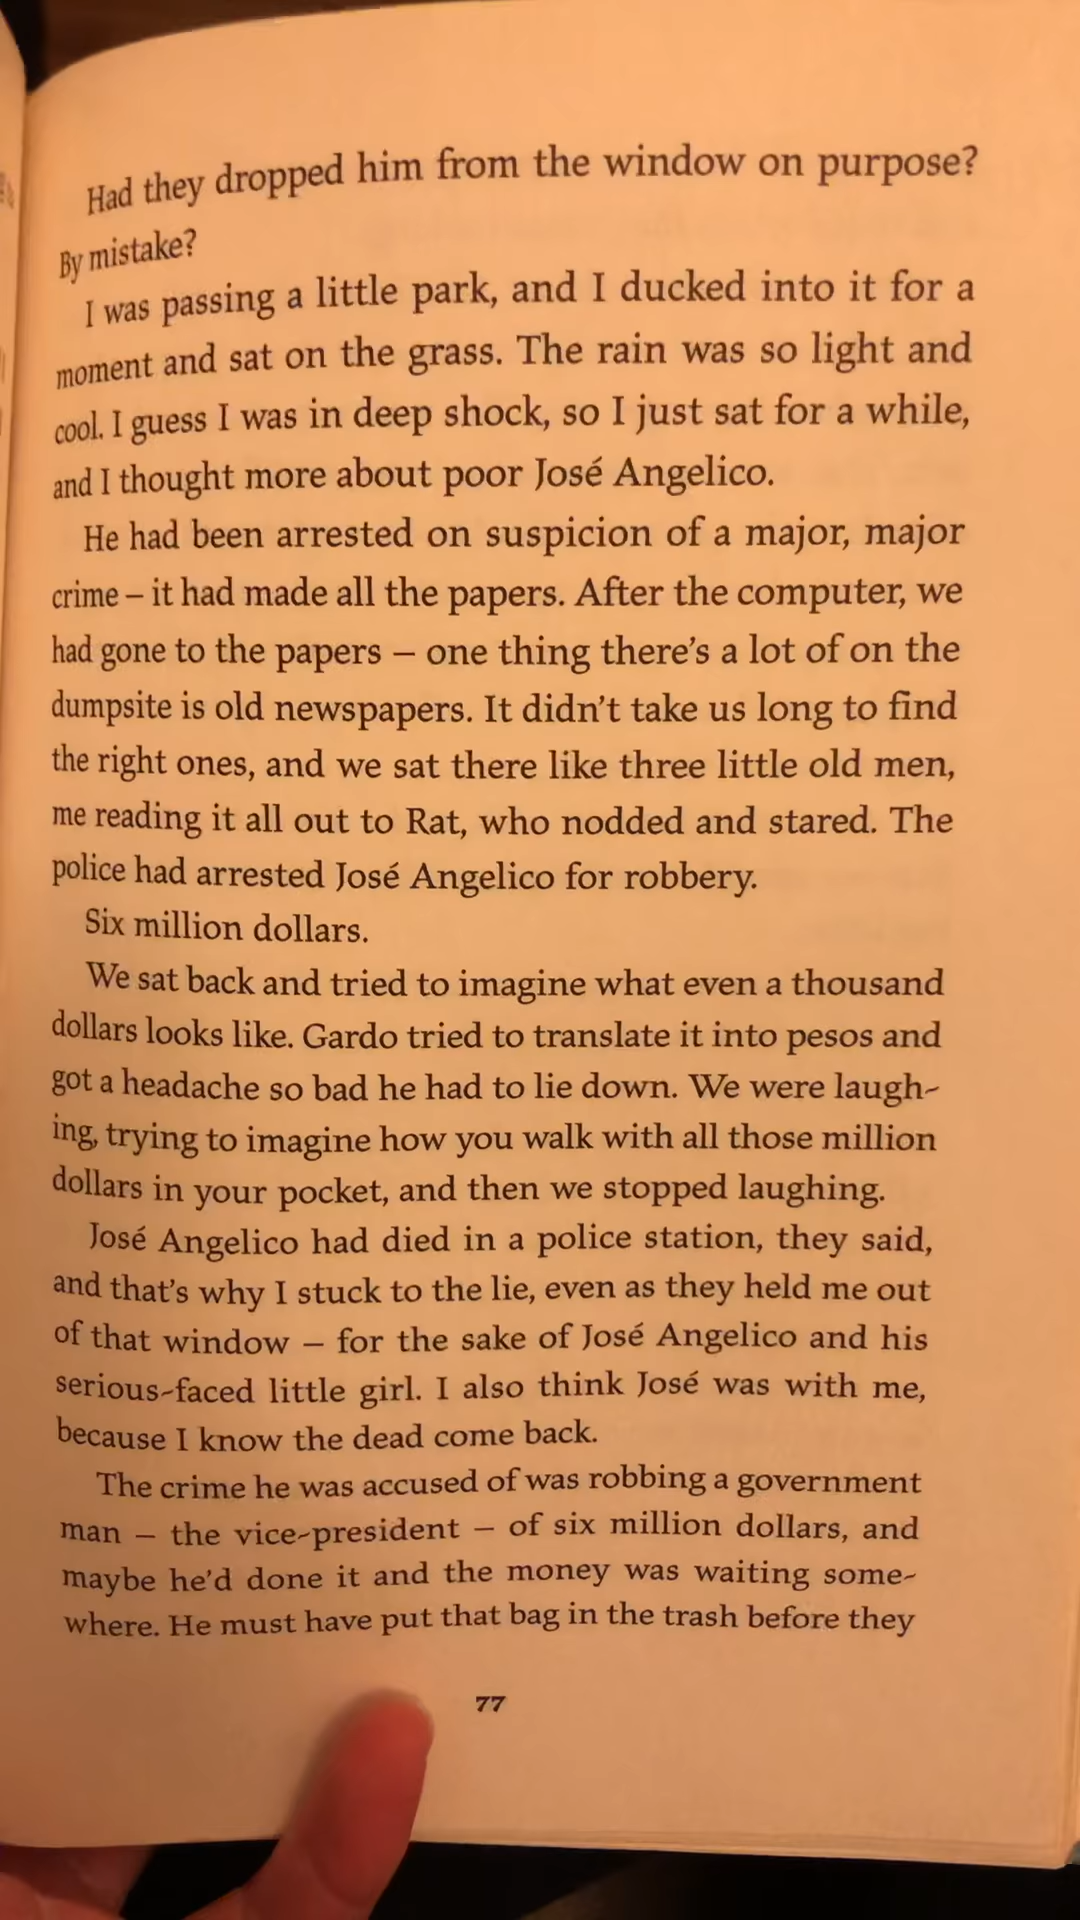 Had they dropped him from the window on purpose?
By mistake?
I was passing a little park, and I ducked into it for a
moment and sat on the grass. The rain was so light and
cool. I guess I was in deep shock, so I just sat for a while,
and I thought more about poor José Angelico.
He had been arrested on suspicion of a major, major
crime – it had made all the papers. After the computer, we
had gone to the papers – one thing there's a lot of on the
dumpsite is old newspapers. It didn't take us long to find
the right ones, and we sat there like three little old men,
me reading it all out to Rat, who nodded and stared. The
police had arrested José Angelico for robbery.
Six million dollars.
We sat back and tried to imagine what even a thousand
dollars looks like. Gardo tried to translate it into pesos and
got a headache so bad he had to lie down. We were laugh-
ing, trying to imagine how you walk with all those million
dollars in your pocket, and then we stopped laughing.
José Angelico had died in a police station, they said,
and that's why I stuck to the lie, even as they held me out
of that window – for the sake of José Angelico and his
serious-faced little girl. I also think José was with me,
because I know the dead come back.
The crime he was accused of was robbing a government
man – the vice-president – of six million dollars, and
maybe he'd done it and the money was waiting some-
where. He must have put that bag in the trash before they
77